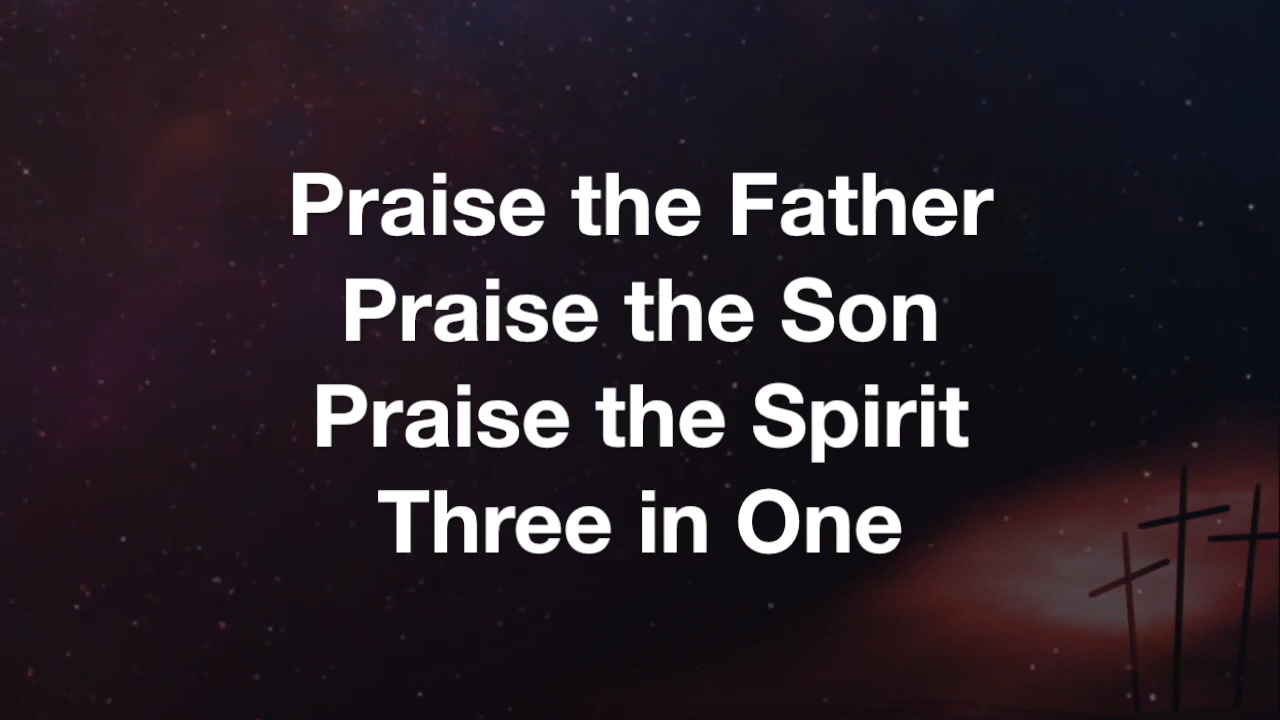 Praise the Father
Praise the Son
Praise the Spirit
Three in One